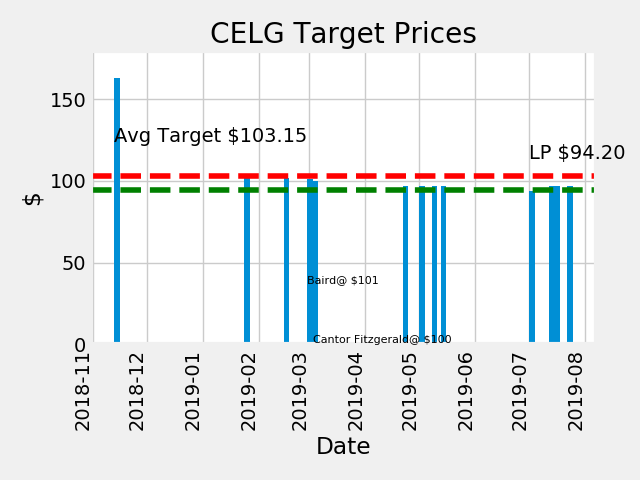 CELG Target Prices
150
Avg Target $103.15
LP $94.20
100
$
50
Baird@ $101
Cantor Fitzgerald@ $100
0
2018-11
2018-12
2019-01
2019-02
2019-03
2019-04
2019-05
2019-06
2019-07
2019-08
Date